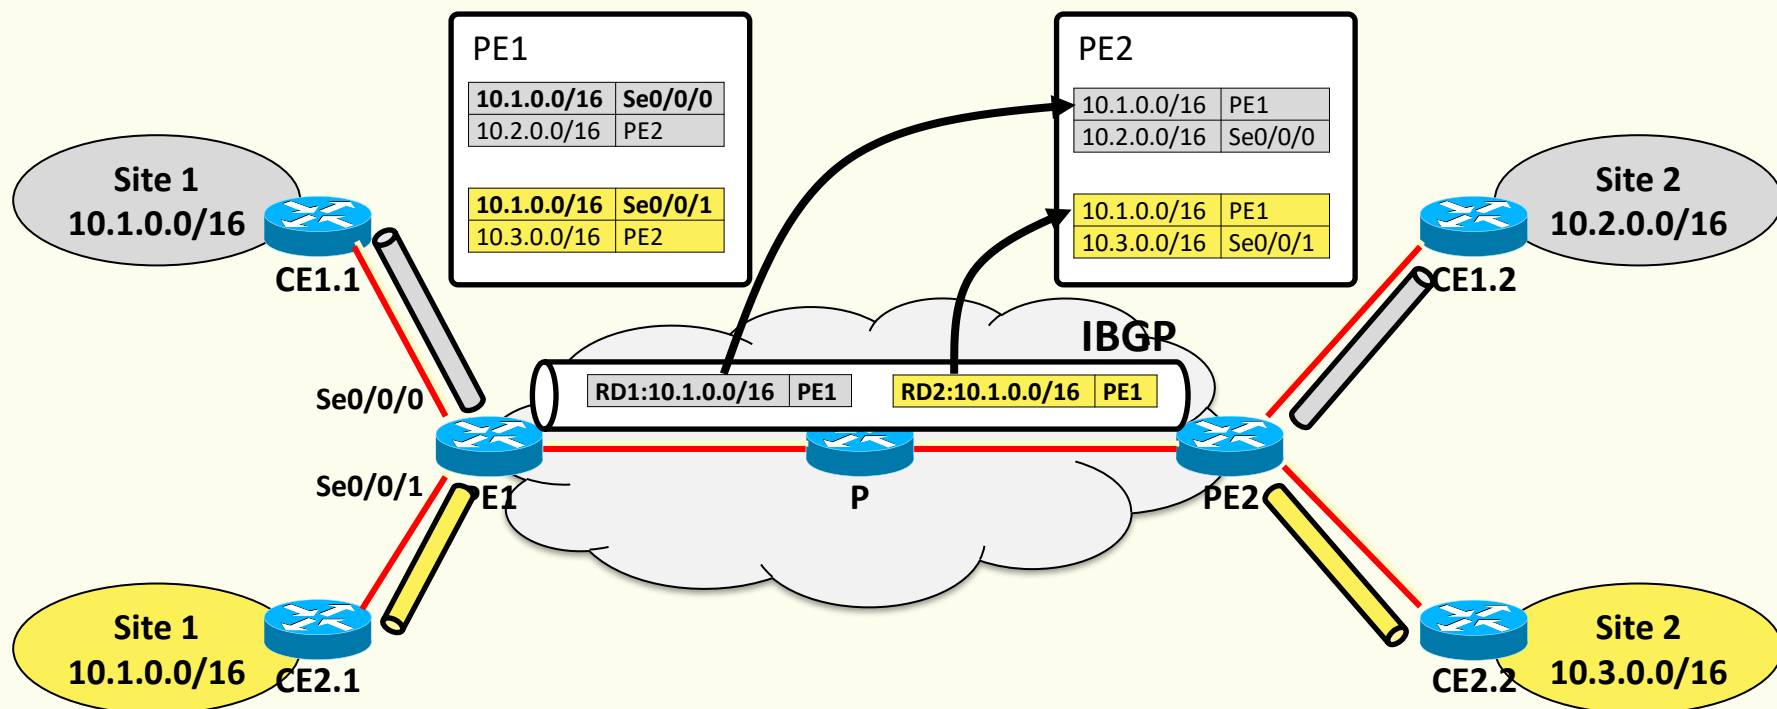 PE1
10.1.0.0/16 Se0/0/0
10.2.0.0/16 PE2
10.1.0.0/16 Se0/0/1
10.3.0.0/16 PE2
PE2
10.1.0.0/16 PE1
10.2.0.0/16 Se0/0/0
10.1.0.0/16 PE1
10.3.0.0/16 Se0/0/1
Site 1
10.1.0.0/16
CE1.1
Site 2
10.2.0.0/16
CE1.2
IBGP
RD1:10.1.0.0/16 PE1
RD2:10.1.0.0/16 PE1
Se0/0/0
Se0/0/1
PE1
P
PE2
Site 1
10.1.0.0/16
CE2.1
Site 2
10.3.0.0/16
CE2.2